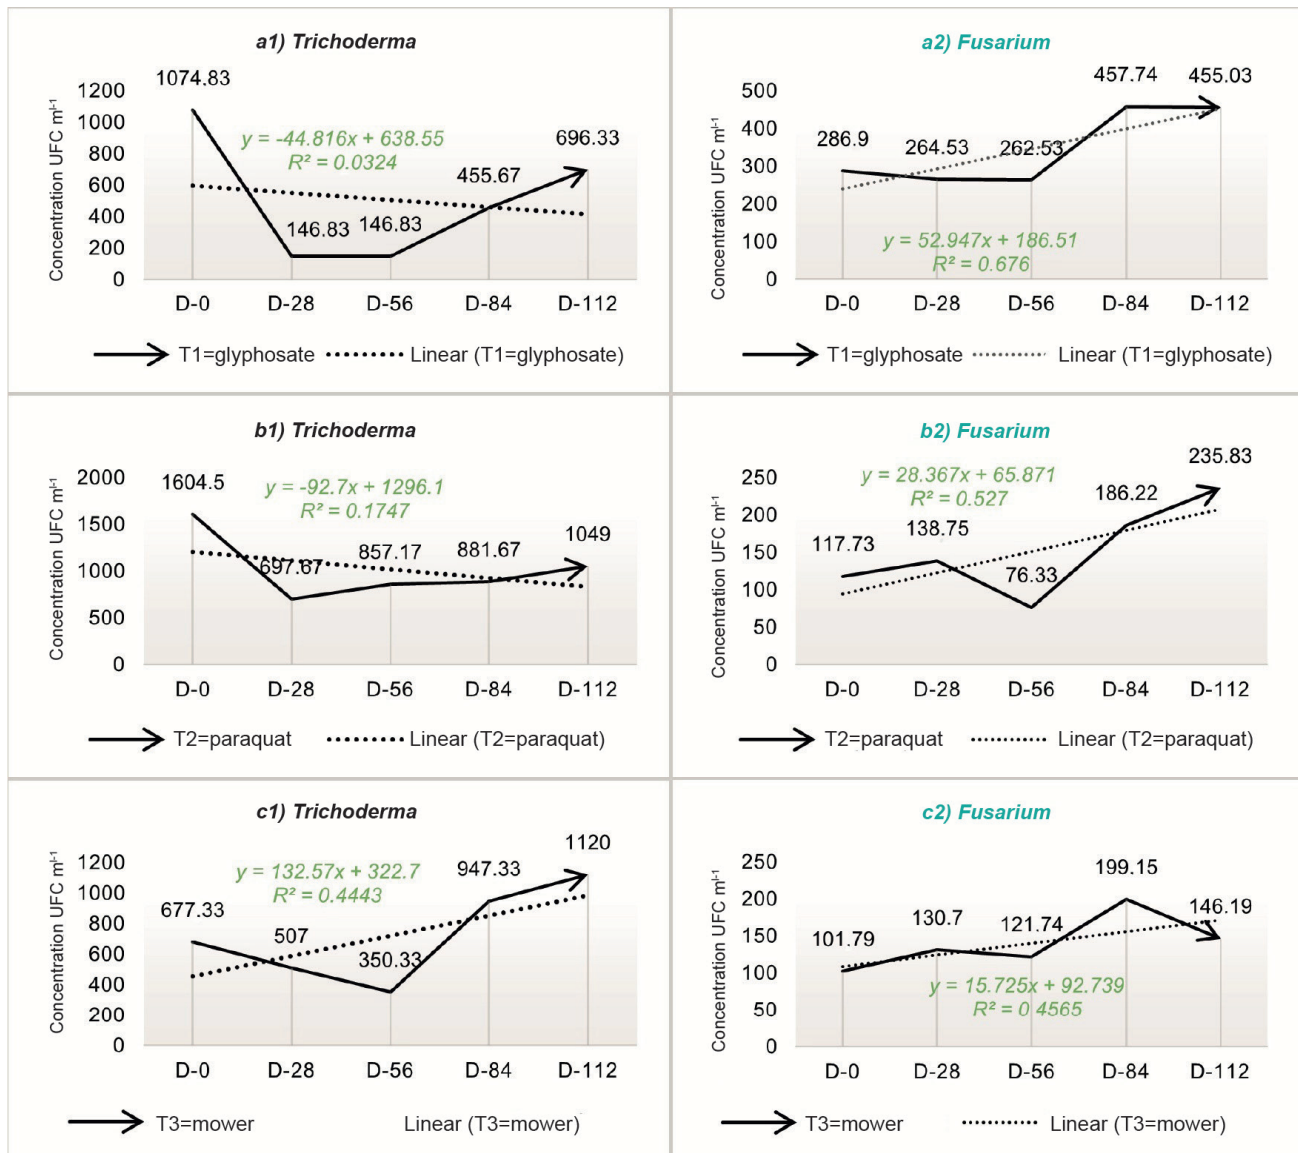 a1) Trichoderma
Concentration UFC ml-¹
1200
1000
800
600
400
200
0
1074.83
146.83
146.83
455.67
696.33
y = -44.816x + 638.55
R² = 0.0324
D-0 D-28 D-56 D-84 D-112
T1=glyphosate Linear (T1=glyphosate)
a2) Fusarium
Concentration UFC ml-¹
500
400
300
200
100
0
286.9
264.53
262.53
457.74
455.03
y = 52.947x + 186.51
R² = 0.676
D-0 D-28 D-56 D-84 D-112
T1=glyphosate Linear (T1=glyphosate)
b1) Trichoderma
Concentration UFC ml-¹
2000
1500
1000
500
0
1604.5
697.67
857.17
881.67
1049
y = -92.7x + 1296.1
R² = 0.1747
D-0 D-28 D-56 D-84 D-112
T2=paraquat Linear (T2=paraquat)
b2) Fusarium
Concentration UFC ml-¹
250
200
150
100
50
0
117.73
138.75
76.33
186.22
235.83
y = 28.367x + 65.871
R² = 0.527
D-0 D-28 D-56 D-84 D-112
T2=paraquat Linear (T2=paraquat)
c1) Trichoderma
Concentration UFC ml-¹
1200
1000
800
600
400
200
0
677.33
507
350.33
947.33
1120
y = 132.57x + 322.7
R² = 0.4443
D-0 D-28 D-56 D-84 D-112
T3=mower Linear (T3=mower)
c2) Fusarium
Concentration UFC ml-¹
250
200
150
100
50
0
101.79
130.7
121.74
199.15
146.19
y = 15.725x + 92.739
R² = 0.4565
D-0 D-28 D-56 D-84 D-112
T3=mower Linear (T3=mower)